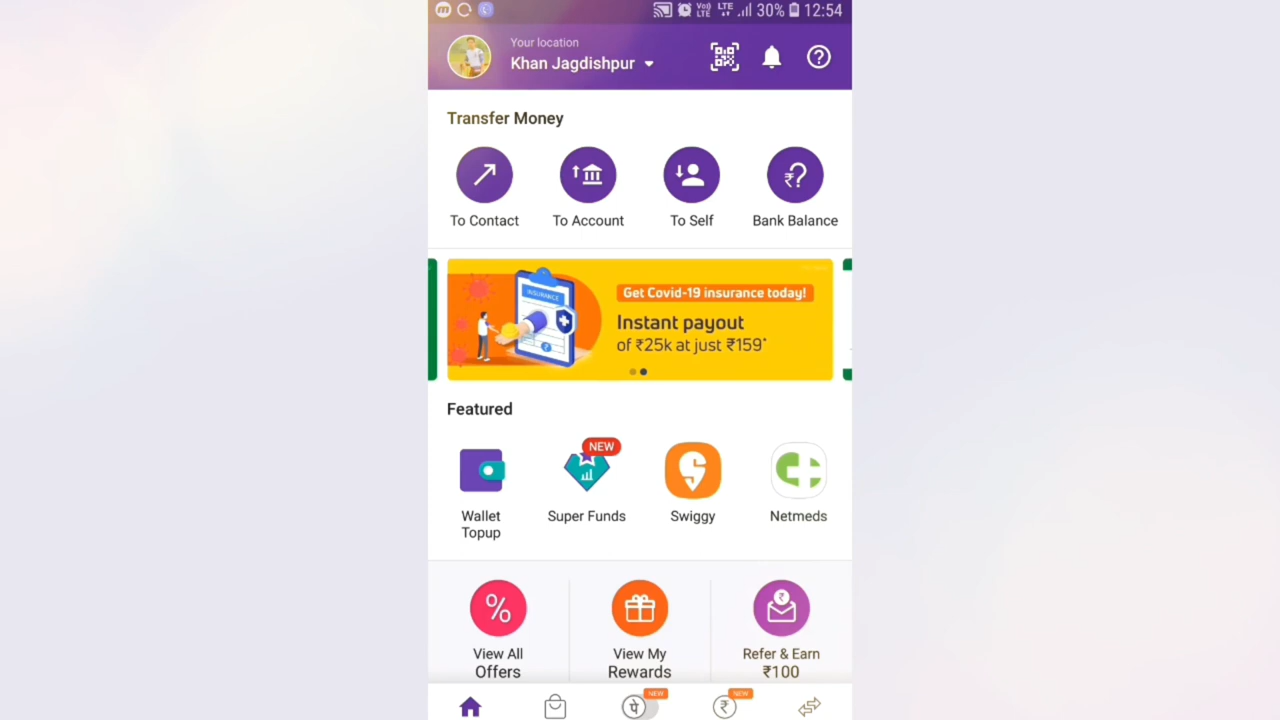 30% 12:54
Your location
Khan Jagdishpur
Transfer Money
To Contact
To Account
To Self
Bank Balance
INSURANCE
Get Covid-19 insurance today!
Instant payout
of ₹25k at just ₹159*
Featured
NEW
Wallet
Topup
Super Funds
Swiggy
Netmeds
View All
Offers
View My
Rewards
Refer & Earn
₹100
NEW
NEW
पे
₹